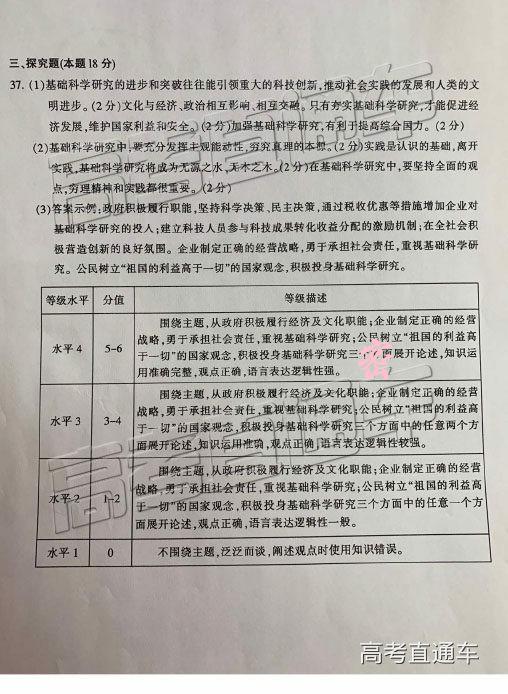 三、探究题(本题18分)
37. (1)基础科学研究的进步和突破往往能引领重大的科技创新,推动社会实践的发展和人类的文
明进步。(2分)文化与经济、政治相互影响、相互交融。只有夯实基础科学研究,才能促进经
济发展,维护国家利益和安全。(2分)加强基础科学研究,有利于提高综合国力。(2分)
(2)基础科学研究中,要充分发挥主观能动性,穷究真理的本源。(2分)实践是认识的基础,离开
实践,基础科学研究将成为无源之水,无本之木。(2分)在基础科学研究中,要坚持全面的观
点,穷理精神和实践都很重要。(2分)
(3)答案示例:政府积极履行职能,坚持科学决策、民主决策,通过税收优惠等措施增加企业对
基础科学研究的投入;建立科技人员参与科技成果转化收益分配的激励机制;在全社会积
极营造创新的良好氛围。企业制定正确的经营战略,勇于承担社会责任,重视基础科学研
究。公民树立“祖国的利益高于一切”的国家观念,积极投身基础科学研究。
等级水平 分值 等级描述
水平4 5-6 围绕主题,从政府积极履行经济及文化职能;企业制定正确的经营
战略,勇于承担社会责任,重视基础科学研究;公民树立“祖国的利益高
于一切”的国家观念,积极投身基础科学研究三个方面展开论述,知识运
用准确完整,观点正确,语言表达逻辑性强。
水平3 3-4 围绕主题,从政府积极履行经济及文化职能;企业制定正确的经营
战略,勇于承担社会责任,重视基础科学研究;公民树立“祖国的利益高
于一切”的国家观念,积极投身基础科学研究三个方面中的任意两个方
面展开论述,知识运用准确,观点正确,语言表达逻辑性较强。
水平2 1-2 围绕主题,从政府积极履行经济及文化职能;企业制定正确的经营
战略,勇于承担社会责任,重视基础科学研究;公民树立“祖国的利益高
于一切”的国家观念,积极投身基础科学研究三个方面中的任意一个方
面展开论述,观点正确,语言表达逻辑性一般。
水平1 0 不围绕主题,泛泛而谈,阐述观点时使用知识错误。
高考直通车
高考直通车
高考直通车